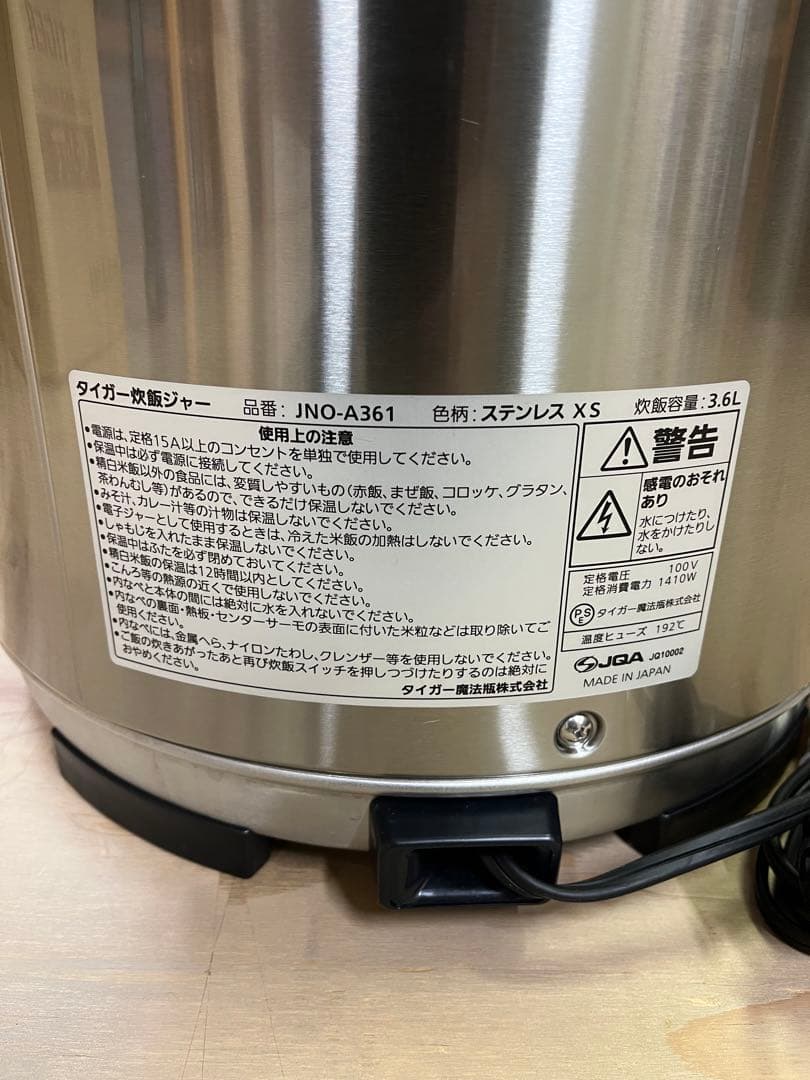 タイガー炊飯ジャー 品番: JNO-A361 色柄:ステンレス XS 炊飯容量:3.6L
使用上の注意
•電源は、定格15A以上のコンセントを単独で使用してください。
•保温中は必ず電源に接続してください。
•精白米飯以外の食品には、変質しやすいもの(赤飯、まぜ飯、コロッケ、グラタン、
茶わんむし等)があるので、できるだけ保温しないでください。
•みそ汁、カレー汁等の汁物は保温しないでください。
•電子ジャーとして使用するときは、冷えた米飯の加熱はしないでください。
•しゃもじを入れたまま保温しないでください。
•保温中はふたを必ず閉めておいてください。
•精白米飯の保温は12時間以内としてください。
•こんろ等の熱源の近くで使用しないでください。
•内なべと本体の間には絶対に水を入れないでください。
•内なべの裏面・熱板・センターサーモの表面に付いた米粒などは取り除いてご
使用ください。
•内なべには、金属へら、ナイロンたわし、クレンザー等を使用しないでください。
•ご飯の炊きあがったあと再び炊飯スイッチを押しつづけたりするのは絶対に
おやめください。
タイガー魔法瓶株式会社
警告
感電のおそれ
あり
水につけたり、
水をかけたりし
ない。
定格電圧 100V
定格消費電力 1410W
PSE タイガー魔法瓶株式会社
温度ヒューズ 192℃
JQA JQ10002
MADE IN JAPAN